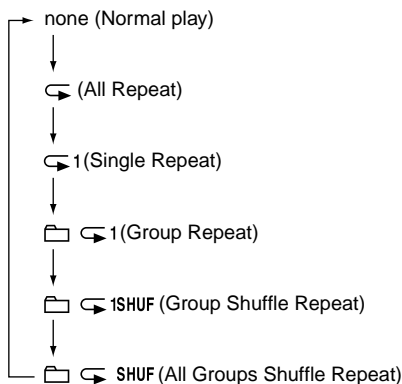 none (Normal play)
(All Repeat)
1 (Single Repeat)
1 (Group Repeat)
1SHUF (Group Shuffle Repeat)
SHUF (All Groups Shuffle Repeat)